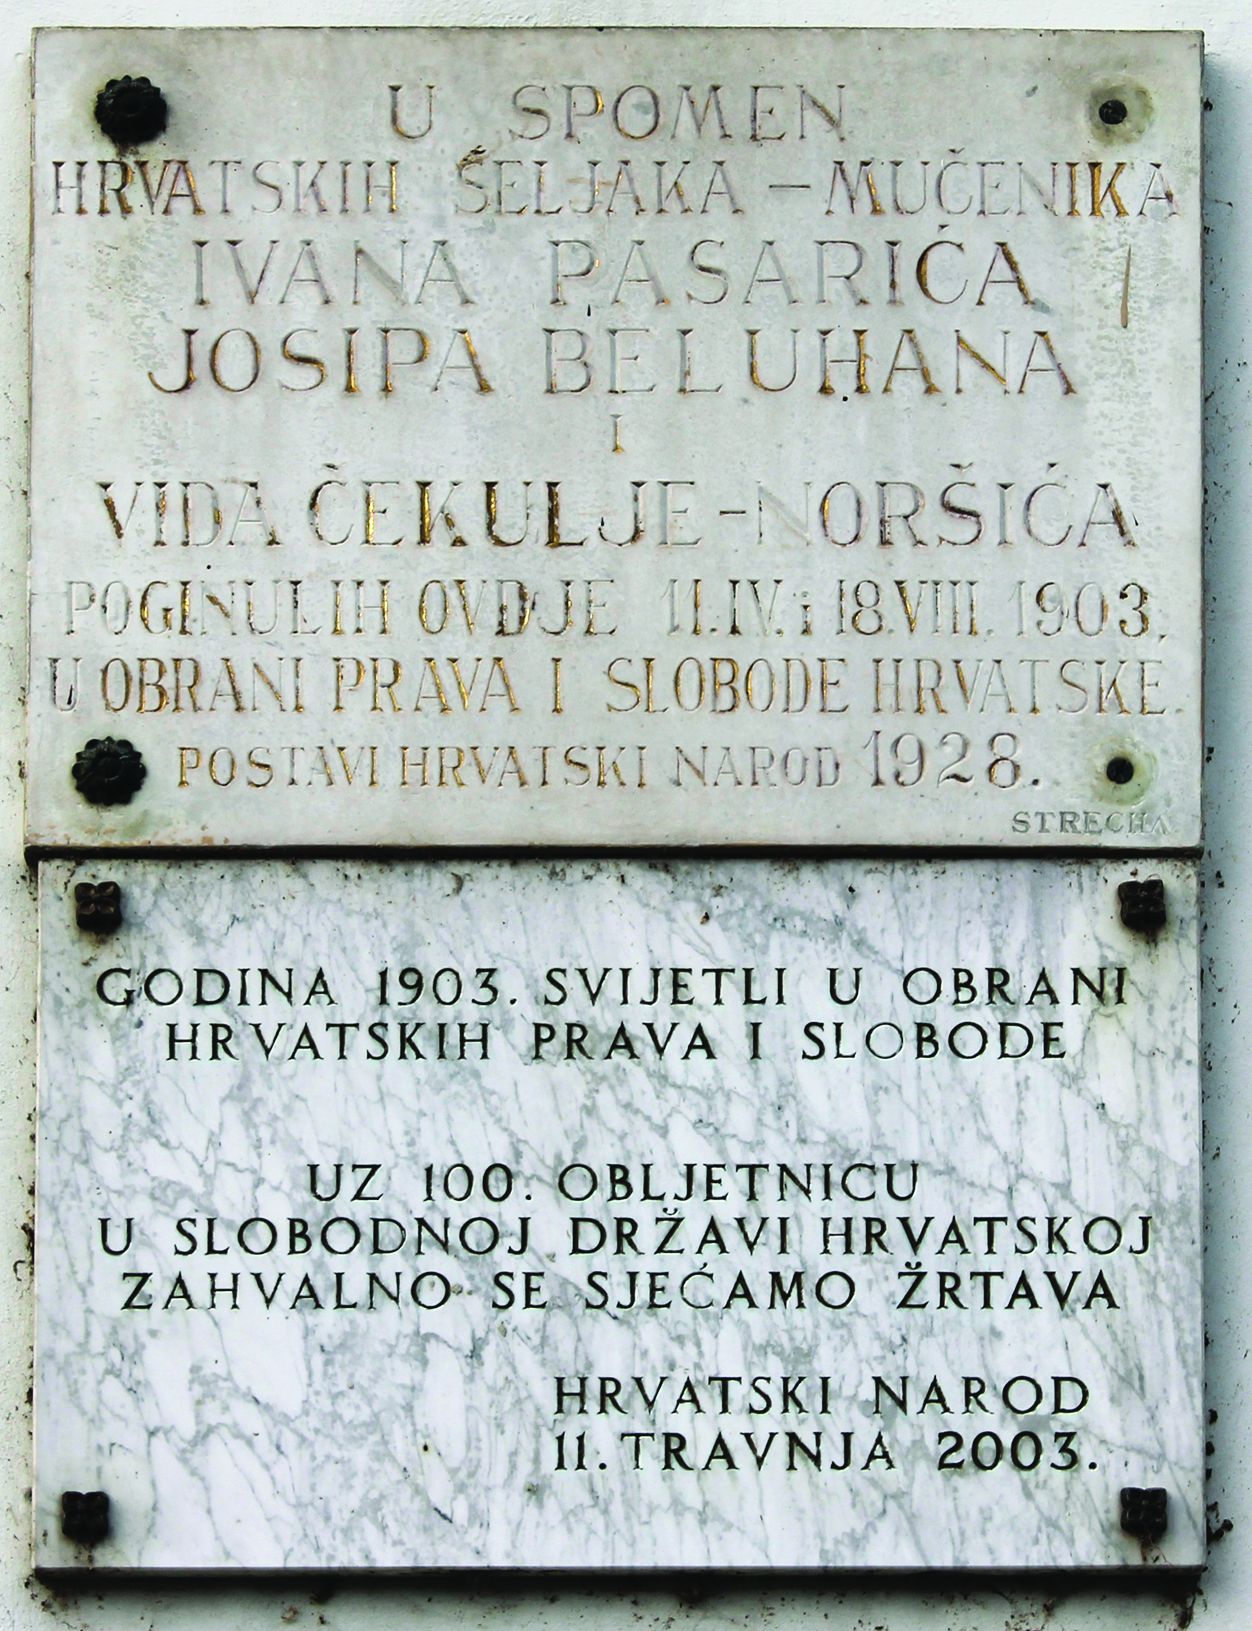 U SPOMEN
HRVATSKIH SELJAKA – MUČENIKA
IVANA PASARIĆA
JOSIPA BELUHANA
I
VIDA ČEKULJE-NORŠIĆA
POGINULIH OVDJE 11.IV. i 18.VIII. 1903.
U OBRANI PRAVA I SLOBODE HRVATSKE.
POSTAVI HRVATSKI NAROD 1928.
STRECHA
GODINA 1903. SVIJETLI U OBRANI
HRVATSKIH PRAVA I SLOBODE
UZ 100. OBLJETNICU
U SLOBODNOJ DRŽAVI HRVATSKOJ
ZAHVALNO SE SJEĆAMO ŽRTAVA
HRVATSKI NAROD
11. TRAVNJA 2003.